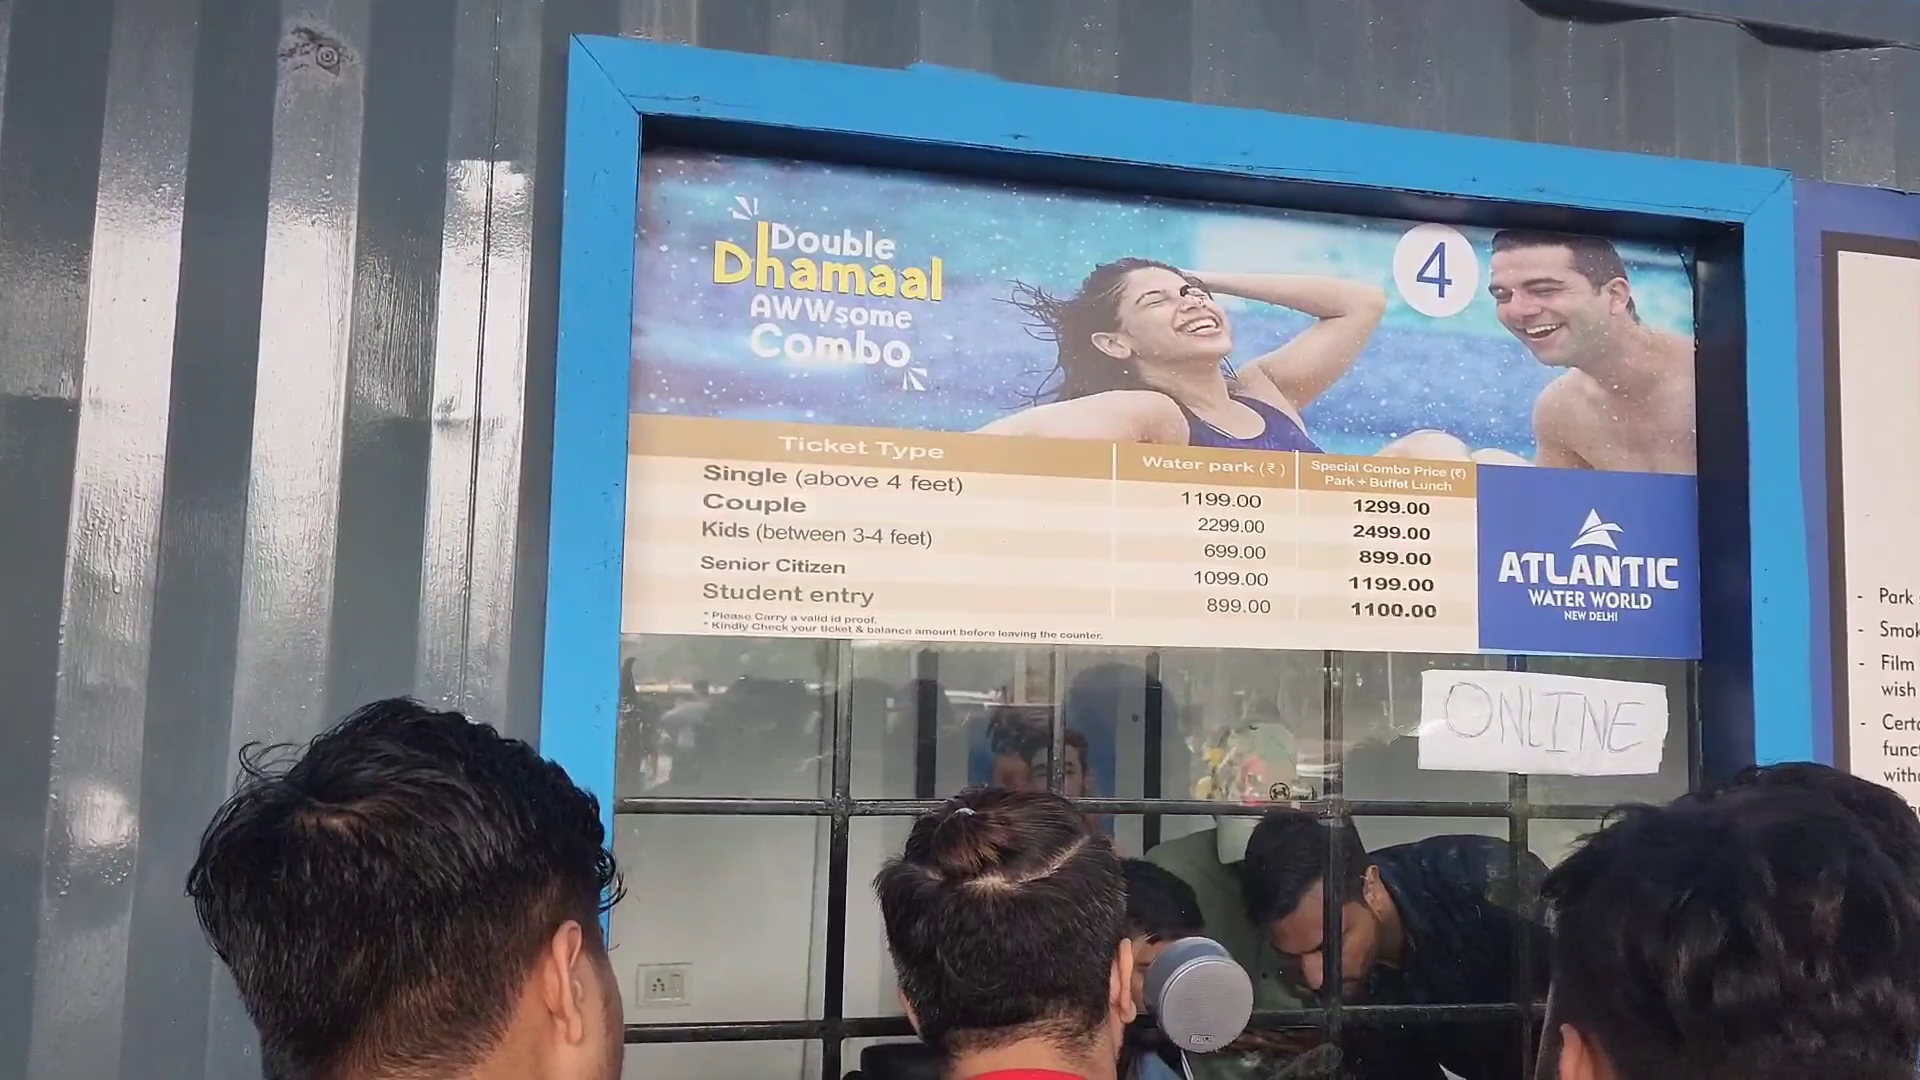 Double
Dhamaal
AWWsome
Combo
4
Ticket Type Water park (₹) Special Combo Price (₹)
Park + Buffet Lunch
Single (above 4 feet) 1199.00 1299.00
Couple 2299.00 2499.00
Kids (between 3-4 feet) 699.00 899.00
Senior Citizen 1099.00 1199.00
Student entry 899.00 1100.00
* Please Carry a valid id proof.
* Kindly Check your ticket & balance amount before leaving the counter.
ATLANTIC
WATER WORLD
NEW DELHI
ONLINE
- Park
- Smok
- Film
wish
- Certa
funct
witho